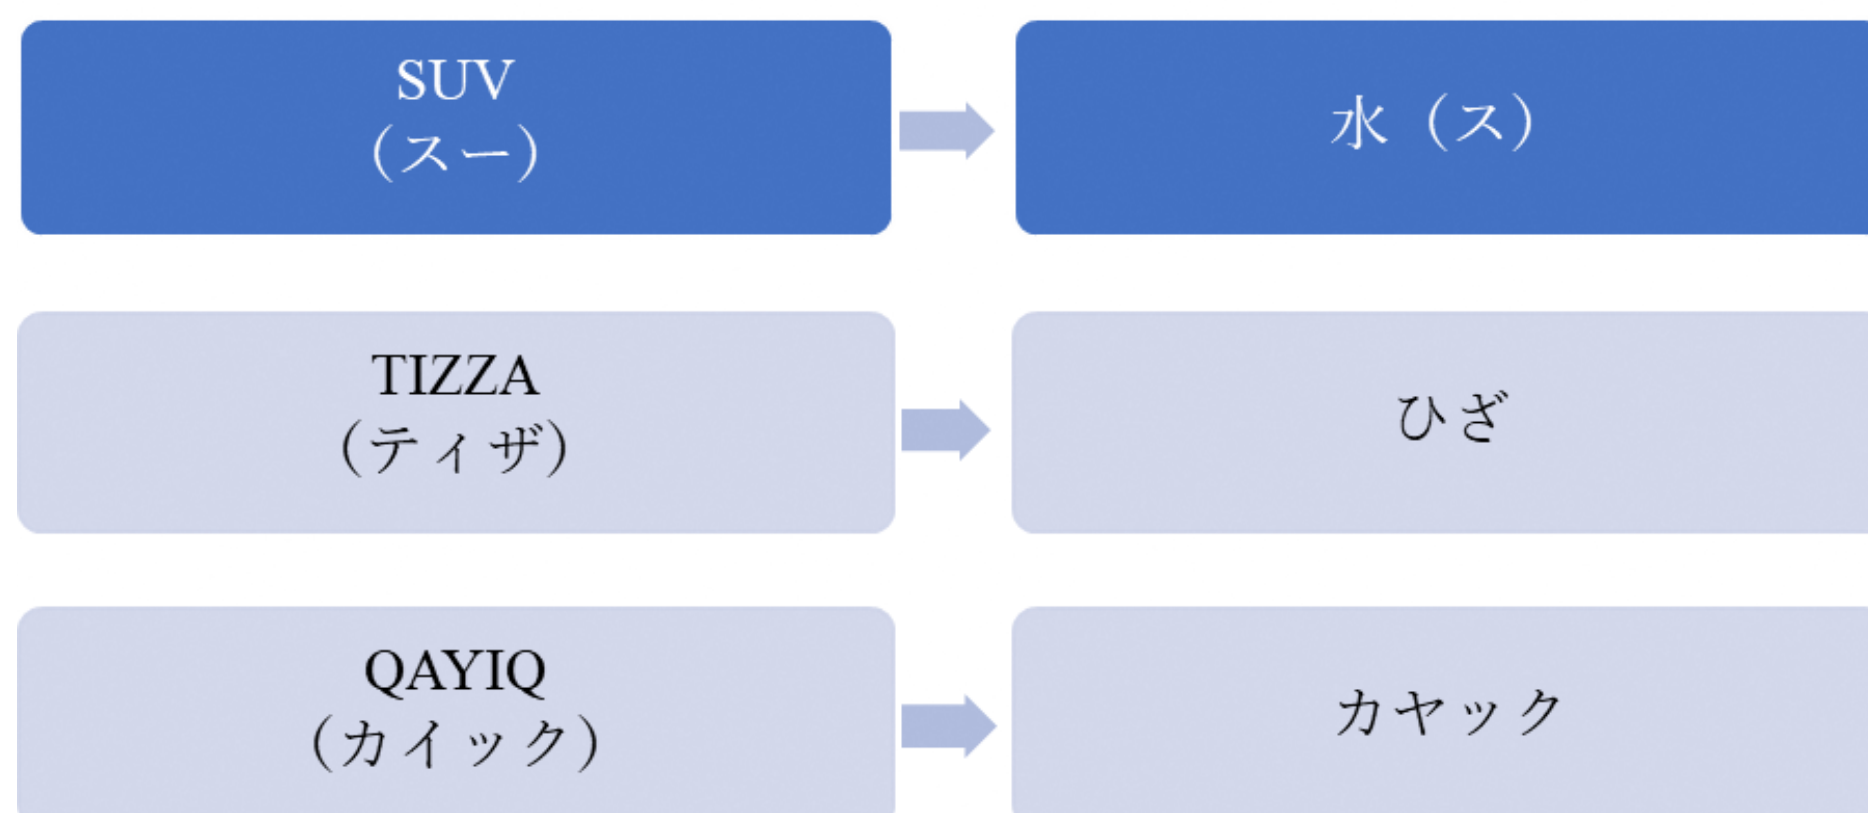 SUV
（スー）
水（ス）
TIZZA
（ティザ）
ひざ
QAYIQ
（カイック）
カヤック